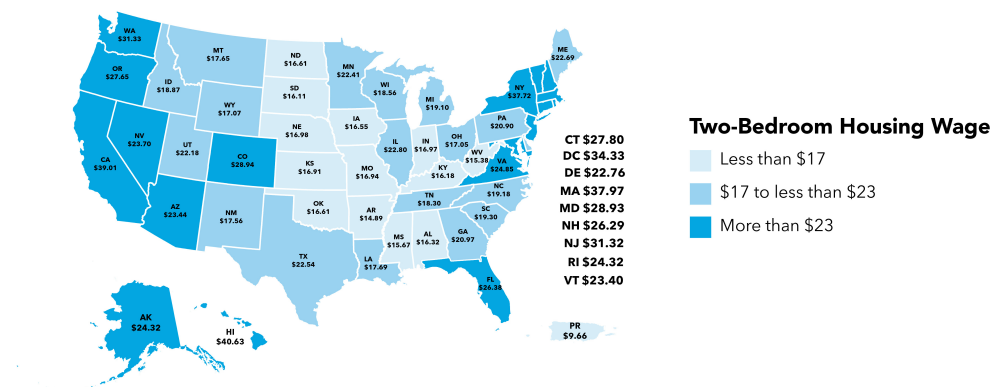 WA
$31.33
OR
$27.65
CA
$39.01
NV
$23.70
ID
$18.87
MT
$17.65
WY
$17.07
UT
$22.18
CO
$28.94
AZ
$23.44
NM
$17.56
ND
$16.61
SD
$16.11
NE
$16.98
KS
$16.91
OK
$16.61
TX
$22.54
MN
$22.41
IA
$16.55
MO
$16.94
AR
$14.89
LA
$17.69
WI
$18.56
IL
$22.80
MI
$19.10
IN
$16.97
OH
$17.05
KY
$16.18
TN
$18.30
MS
$15.67
AL
$16.32
GA
$20.97
FL
$26.38
SC
$19.30
NC
$19.18
VA
$24.85
WV
$15.38
PA
$20.90
NY
$37.72
ME
$22.69
AK
$24.32
HI
$40.63
PR
$9.66
CT $27.80
DC $34.33
DE $22.76
MA $37.97
MD $28.93
NH $26.29
NJ $31.32
RI $24.32
VT $23.40
Two-Bedroom Housing Wage
Less than $17
$17 to less than $23
More than $23